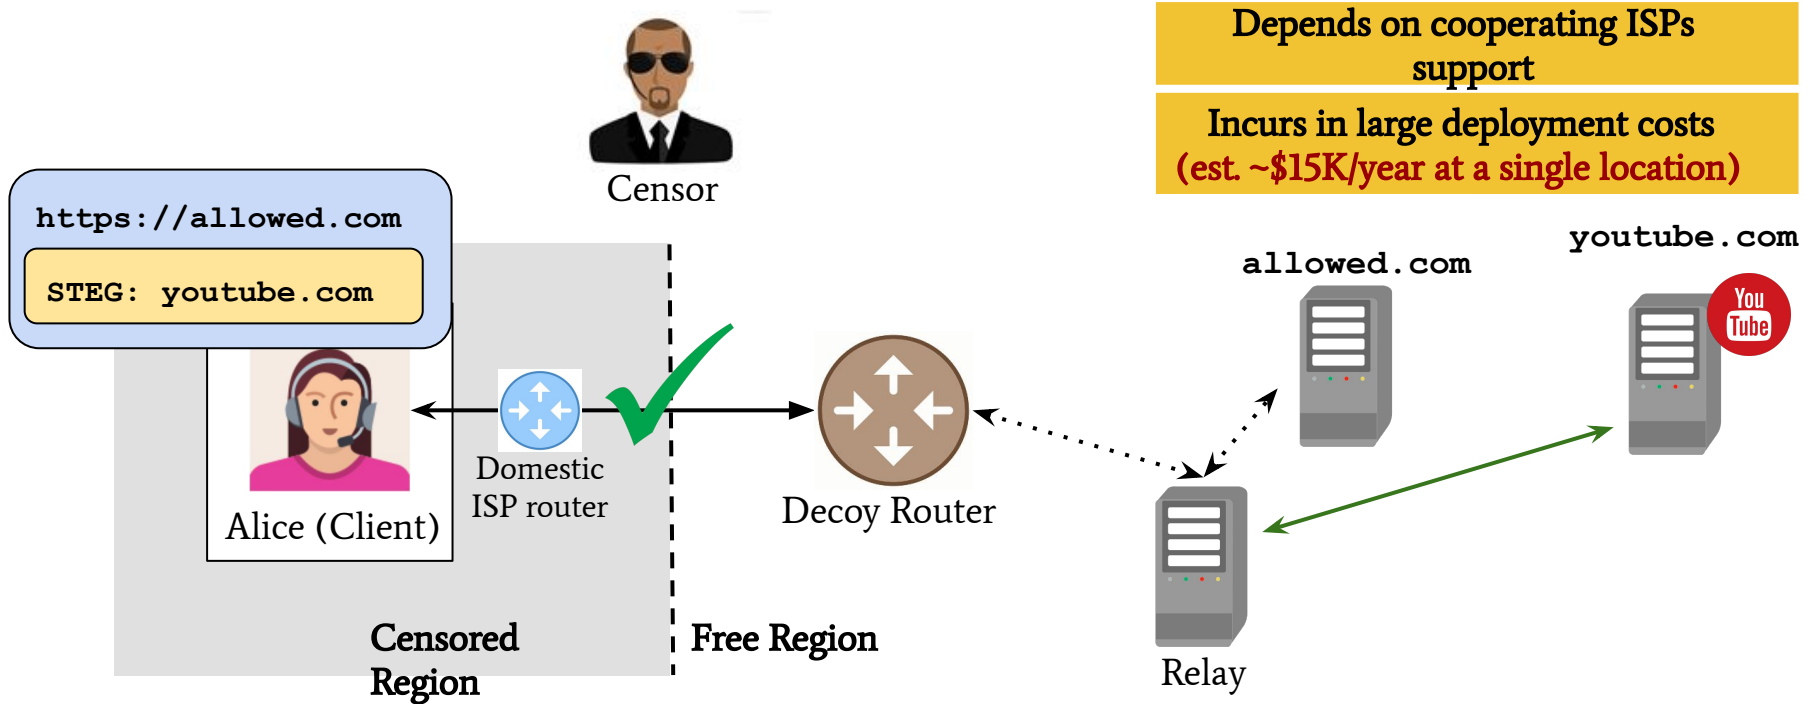 Depends on cooperating ISPs
support
Incurs in large deployment costs
(est. ~$15K/year at a single location)
Censor
https://allowed.com
STEG: youtube.com
allowed.com
youtube.com
You
Tube
Domestic
ISP router
Alice (Client)
Decoy Router
Relay
Censored
Region
Free Region